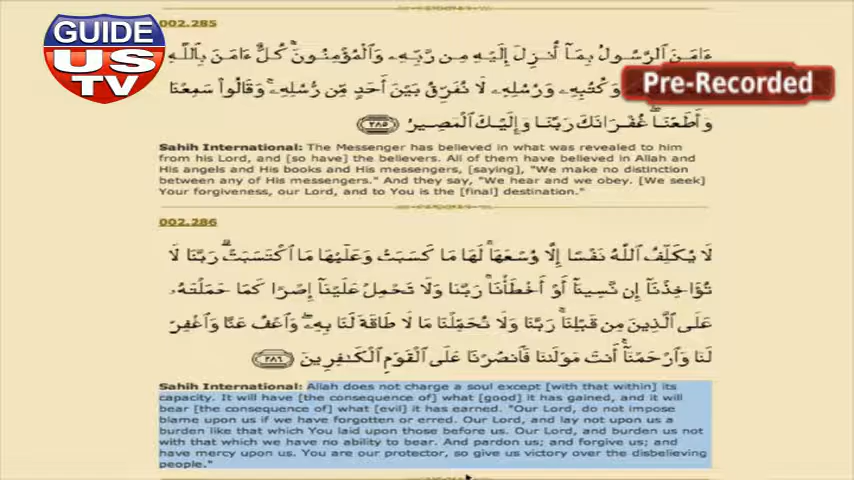 GUIDE
US
TV
Pre-Recorded
002.285
ءَامَنَ ٱلرَّسُولُ بِمَآ أُنزِلَ إِلَيْهِ مِن رَّبِّهِۦ وَٱلْمُؤْمِنُونَ ۚ كُلٌّ ءَامَنَ بِٱللَّهِ
وَكُتُبِهِۦ وَرُسُلِهِۦ لَا نُفَرِّقُ بَيْنَ أَحَدٍ مِّن رُّسُلِهِۦ ۚ وَقَالُوا۟ سَمِعْنَا
وَأَطَعْنَا ۖ غُفْرَانَكَ رَبَّنَا وَإِلَيْكَ ٱلْمَصِيرُ ﴿٢٨٥﴾
Sahih International: The Messenger has believed in what was revealed to him
from his Lord, and [so have] the believers. All of them have believed in Allah and
His angels and His books and His messengers, [saying], "We make no distinction
between any of His messengers." And they say, "We hear and we obey. [We seek]
Your forgiveness, our Lord, and to You is the [final] destination."
002.286
لَا يُكَلِّفُ ٱللَّهُ نَفْسًا إِلَّا وُسْعَهَا ۚ لَهَا مَا كَسَبَتْ وَعَلَيْهَا مَا ٱكْتَسَبَتْ ۗ رَبَّنَا لَا
تُؤَاخِذْنَآ إِن نَّسِينَآ أَوْ أَخْطَأْنَا ۚ رَبَّنَا وَلَا تَحْمِلْ عَلَيْنَآ إِصْرًا كَمَا حَمَلْتَهُۥ
عَلَى ٱلَّذِينَ مِن قَبْلِنَا ۚ رَبَّنَا وَلَا تُحَمِّلْنَا مَا لَا طَاقَةَ لَنَا بِهِۦ ۖ وَٱعْفُ عَنَّا وَٱغْفِرْ
لَنَا وَٱرْحَمْنَآ ۚ أَنتَ مَوْلَىٰنَا فَٱنصُرْنَا عَلَى ٱلْقَوْمِ ٱلْكَـٰفِرِينَ ﴿٢٨٦﴾
Sahih International: Allah does not charge a soul except [with that within] its
capacity. It will have [the consequence of] what [good] it has gained, and it will
bear [the consequence of] what [evil] it has earned. "Our Lord, do not impose
blame upon us if we have forgotten or erred. Our Lord, and lay not upon us a
burden like that which You laid upon those before us. Our Lord, and burden us not
with that which we have no ability to bear. And pardon us; and forgive us; and
have mercy upon us. You are our protector, so give us victory over the disbelieving
people."